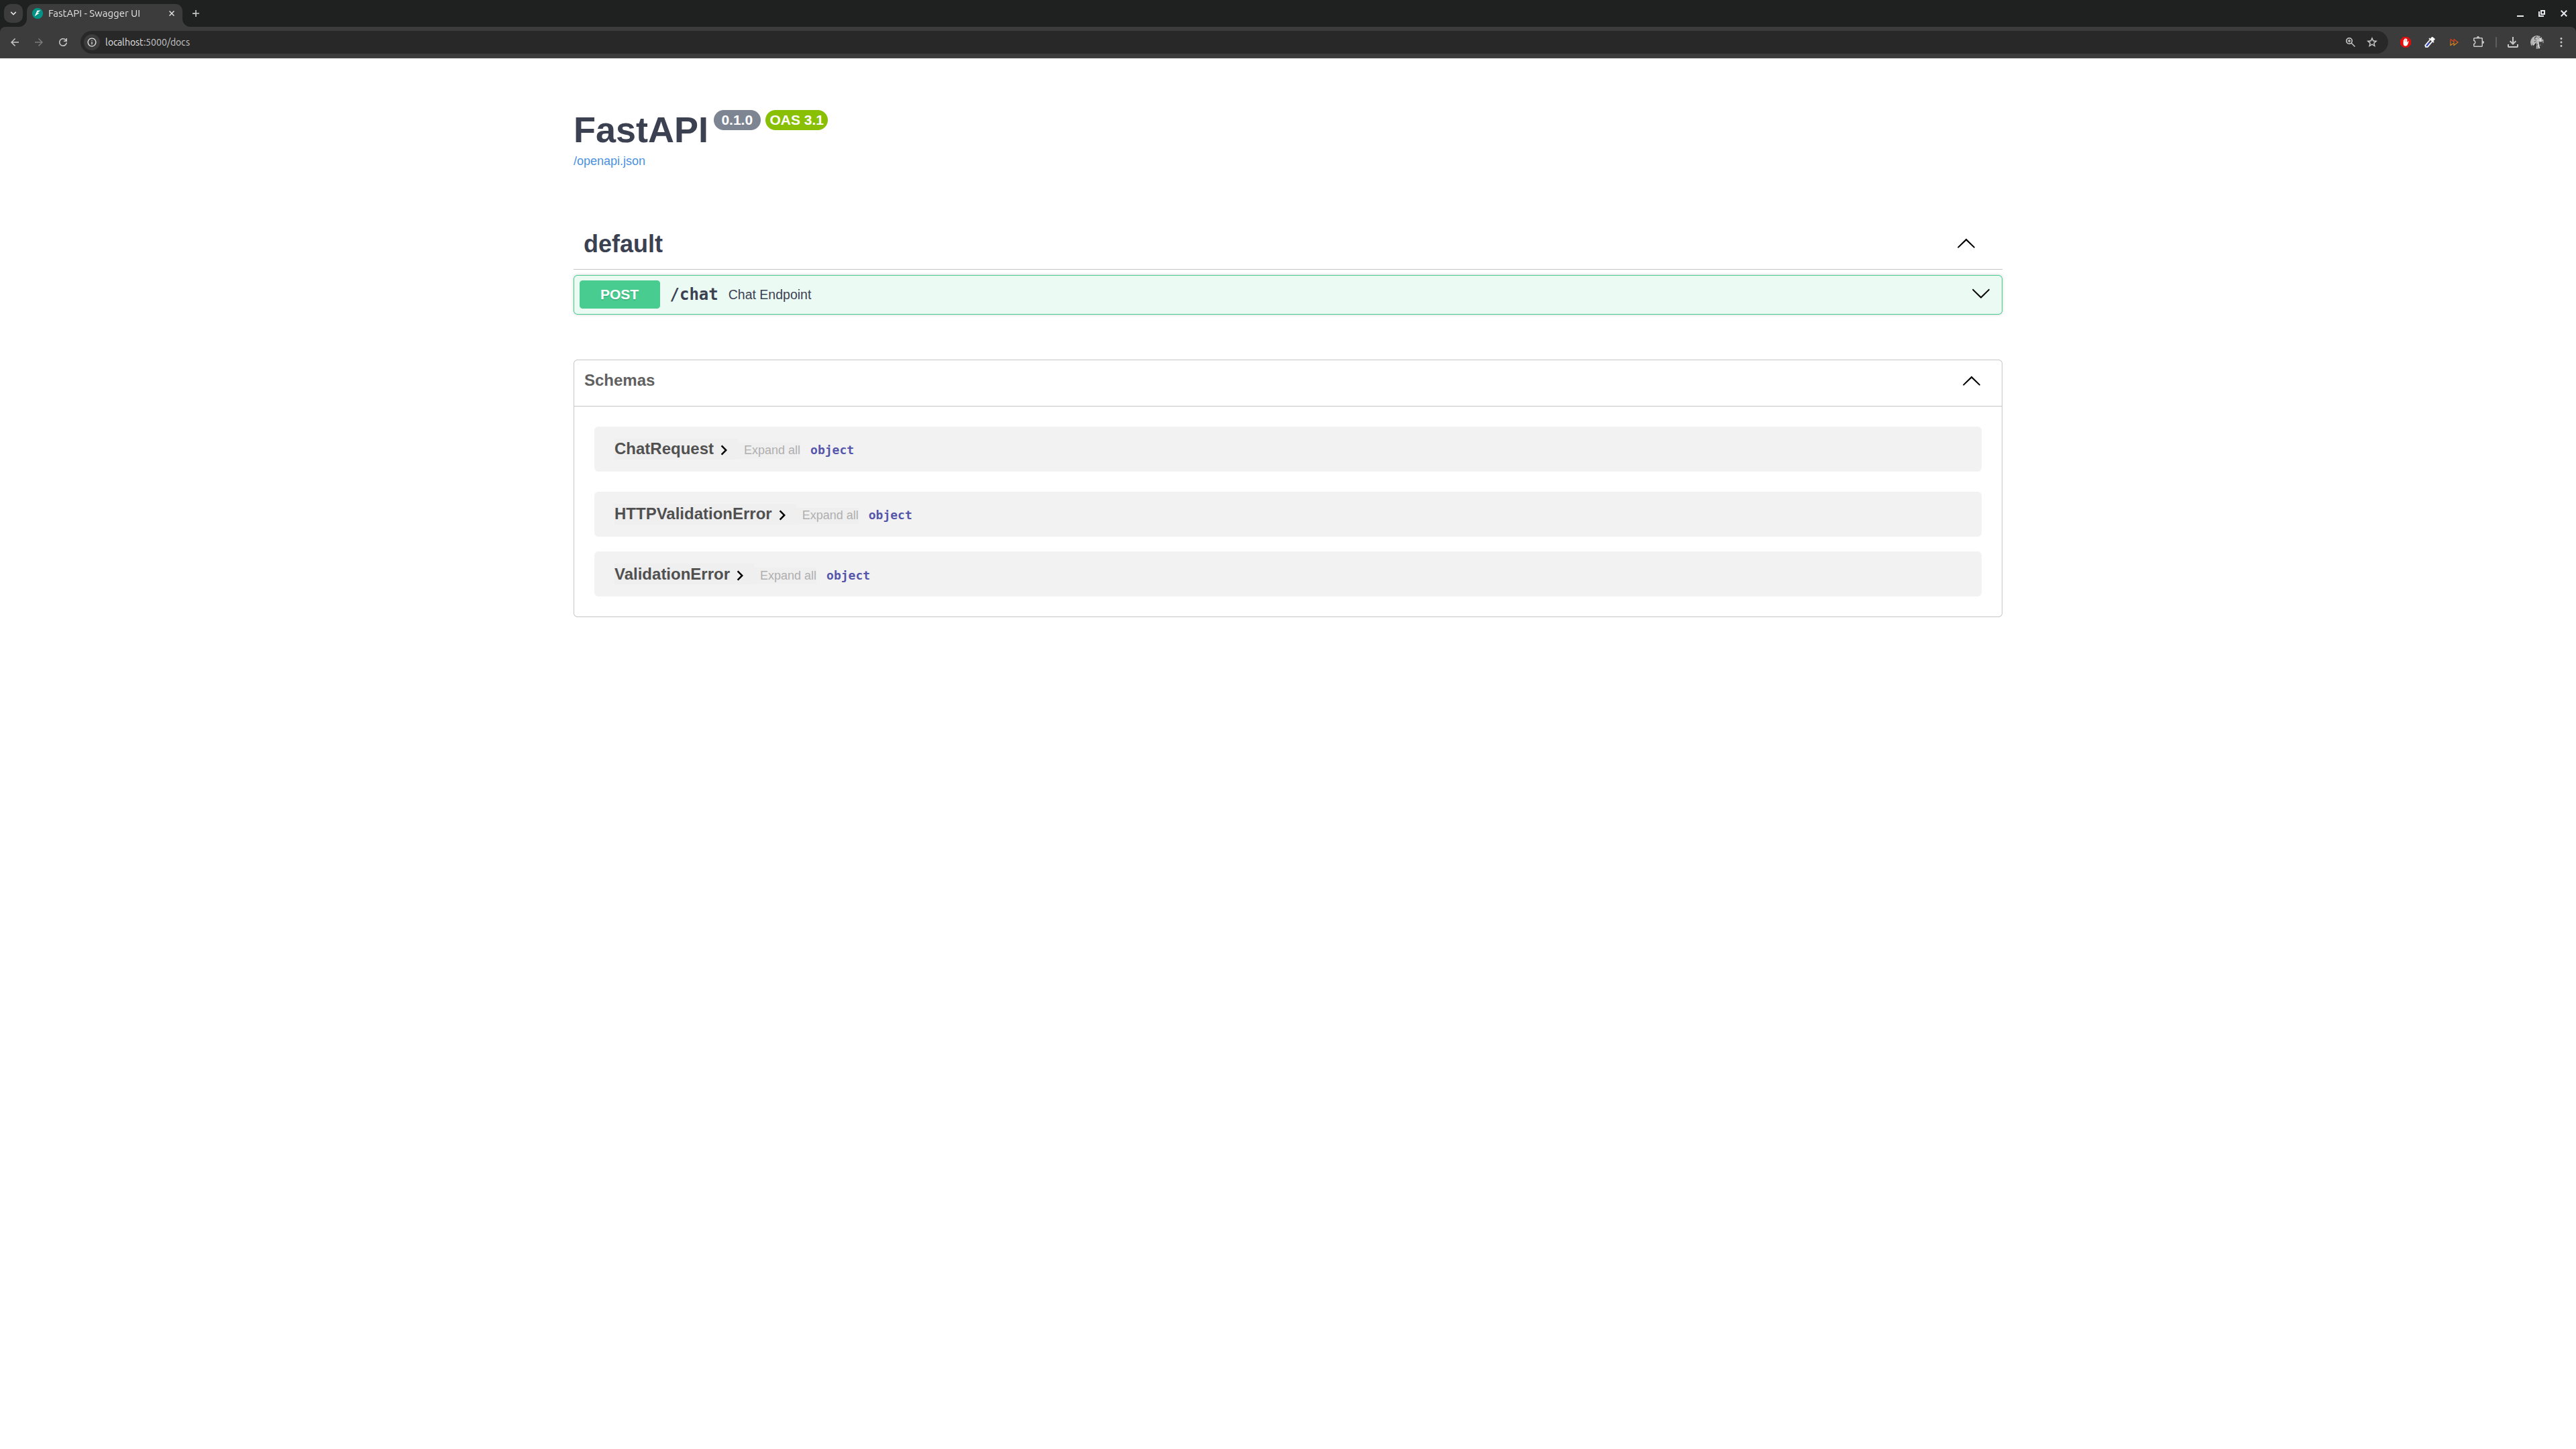 FastAPI - Swagger UI
localhost:5000/docs
FastAPI 0.1.0 OAS 3.1
/openapi.json
default
POST /chat Chat Endpoint
Schemas
ChatRequest Expand all object
HTTPValidationError Expand all object
ValidationError Expand all object